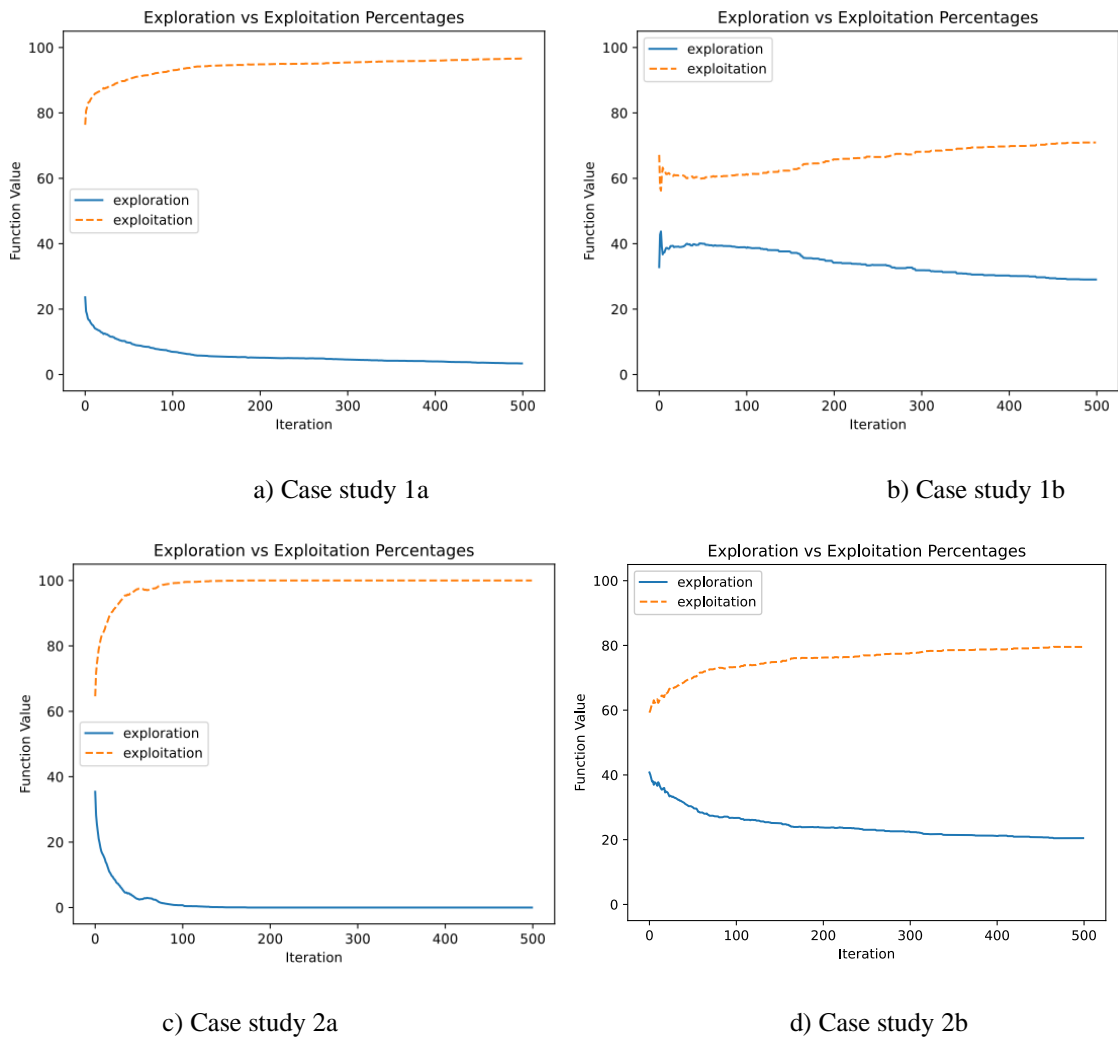 Exploration vs Exploitation Percentages
100
80
60
40
20
0
Function Value
exploration
exploitation
0 100 200 300 400 500
Iteration
a) Case study 1a
Exploration vs Exploitation Percentages
100
80
60
40
20
0
Function Value
exploration
exploitation
0 100 200 300 400 500
Iteration
b) Case study 1b
Exploration vs Exploitation Percentages
100
80
60
40
20
0
Function Value
exploration
exploitation
0 100 200 300 400 500
Iteration
c) Case study 2a
Exploration vs Exploitation Percentages
100
80
60
40
20
0
Function Value
exploration
exploitation
0 100 200 300 400 500
Iteration
d) Case study 2b